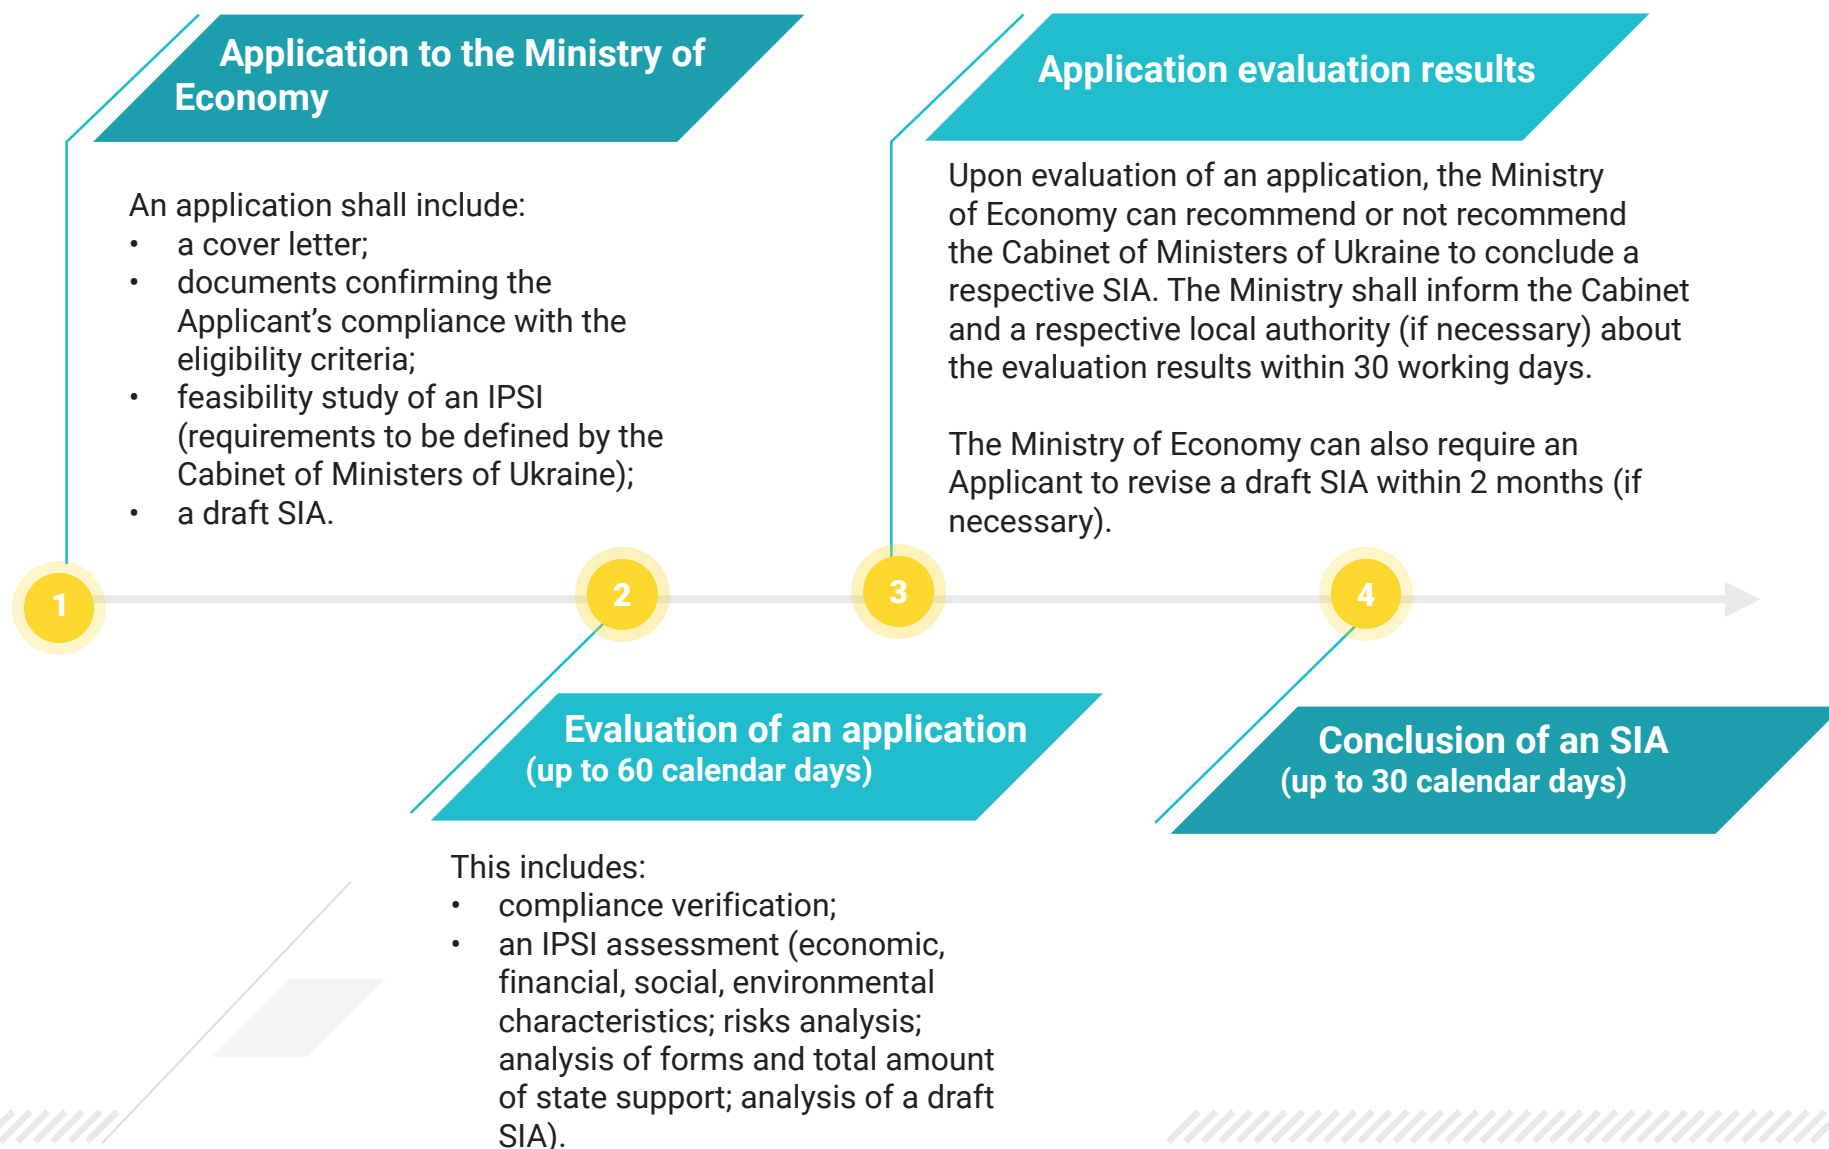 Application to the Ministry of
Economy
An application shall include:
• a cover letter;
• documents confirming the
Applicant’s compliance with the
eligibility criteria;
• feasibility study of an IPSI
(requirements to be defined by the
Cabinet of Ministers of Ukraine);
• a draft SIA.
1
2
Evaluation of an application
(up to 60 calendar days)
This includes:
• compliance verification;
• an IPSI assessment (economic,
financial, social, environmental
characteristics; risks analysis;
analysis of forms and total amount
of state support; analysis of a draft
SIA).
Application evaluation results
Upon evaluation of an application, the Ministry
of Economy can recommend or not recommend
the Cabinet of Ministers of Ukraine to conclude a
respective SIA. The Ministry shall inform the Cabinet
and a respective local authority (if necessary) about
the evaluation results within 30 working days.
The Ministry of Economy can also require an
Applicant to revise a draft SIA within 2 months (if
necessary).
3
4
Conclusion of an SIA
(up to 30 calendar days)